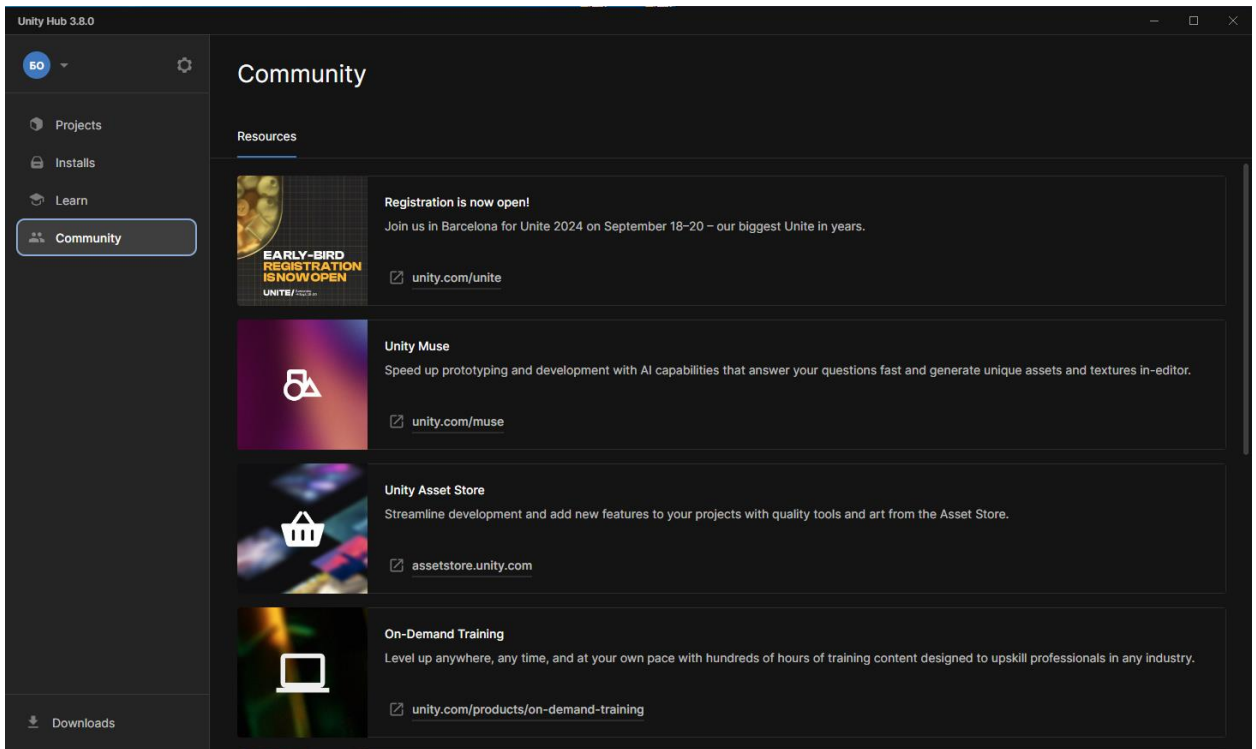 Unity Hub 3.8.0
БО
Community
Projects
Installs
Learn
Community
Downloads
Resources
EARLY-BIRD
REGISTRATION
IS NOW OPEN
UNITE/
Registration is now open!
Join us in Barcelona for Unite 2024 on September 18–20 – our biggest Unite in years.
unity.com/unite
Unity Muse
Speed up prototyping and development with AI capabilities that answer your questions fast and generate unique assets and textures in-editor.
unity.com/muse
Unity Asset Store
Streamline development and add new features to your projects with quality tools and art from the Asset Store.
assetstore.unity.com
On-Demand Training
Level up anywhere, any time, and at your own pace with hundreds of hours of training content designed to upskill professionals in any industry.
unity.com/products/on-demand-training